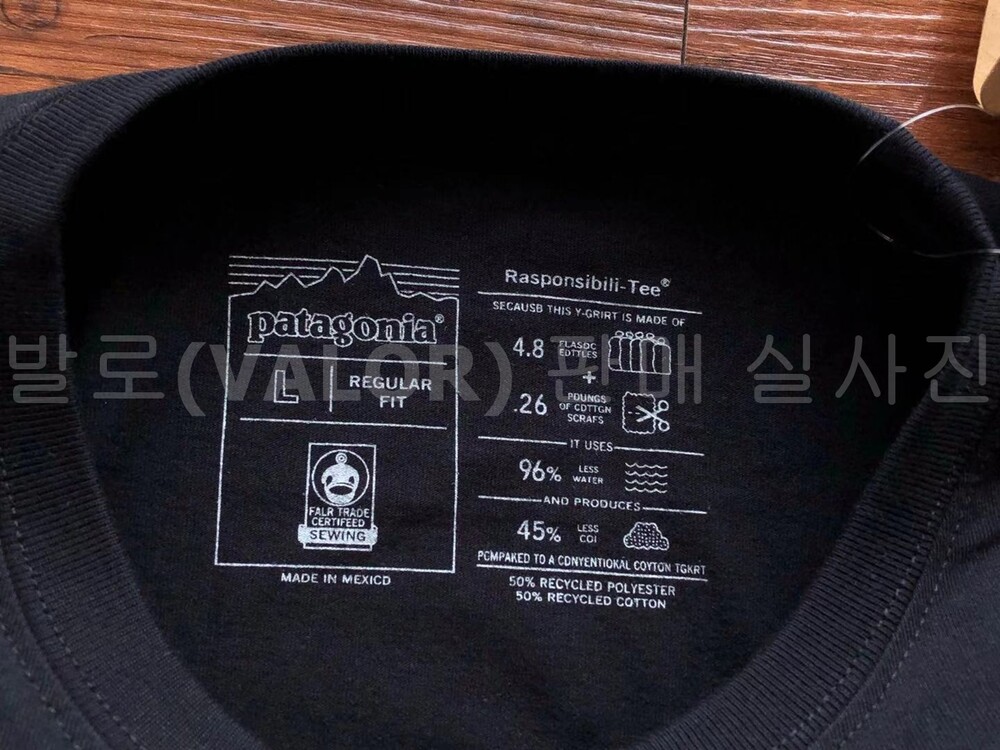 patagonia®
L
REGULAR
FIT
FAIR TRADE
CERTIFEED
SEWING
MADE IN MEXICD
Rasponsibili-Tee®
SECAUSB THIS Y-GRIRT IS MADE OF
4.8
PLASDC
EDTTLES
+
.26
POUNGS
OF CDTTGN
SCRAFS
IT USES
96%
LESS
WATER
AND PRODUCES
45%
LESS
COI
PCMPAKED TO A CDNYENTIOKAL COYTON TGKRT
50% RECYCLED POLYESTER
50% RECYCLED COTTON
발로(VALOR) 판매 실사진